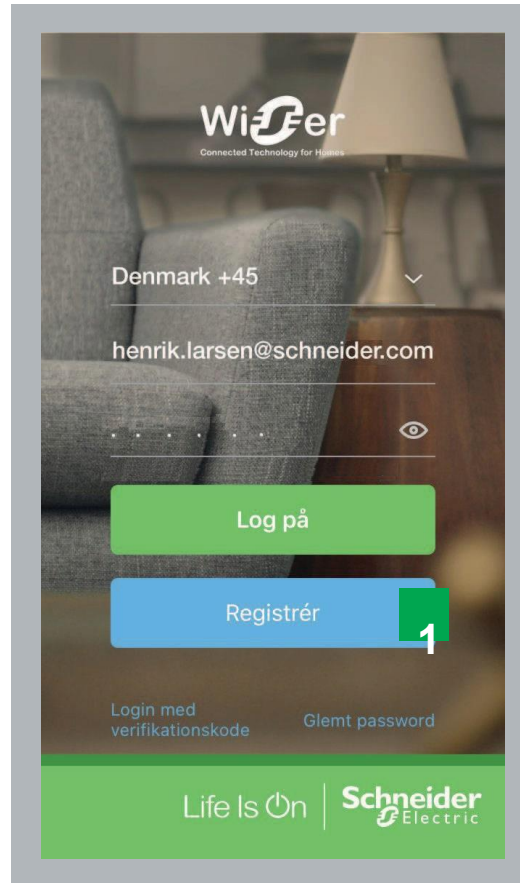 Wiser
Connected Technology for Homes
Denmark +45
henrik.larsen@schneider.com
Log på
Registrér
1
Login med
verifikationskode
Glemt password
Life Is On
Schneider
Electric